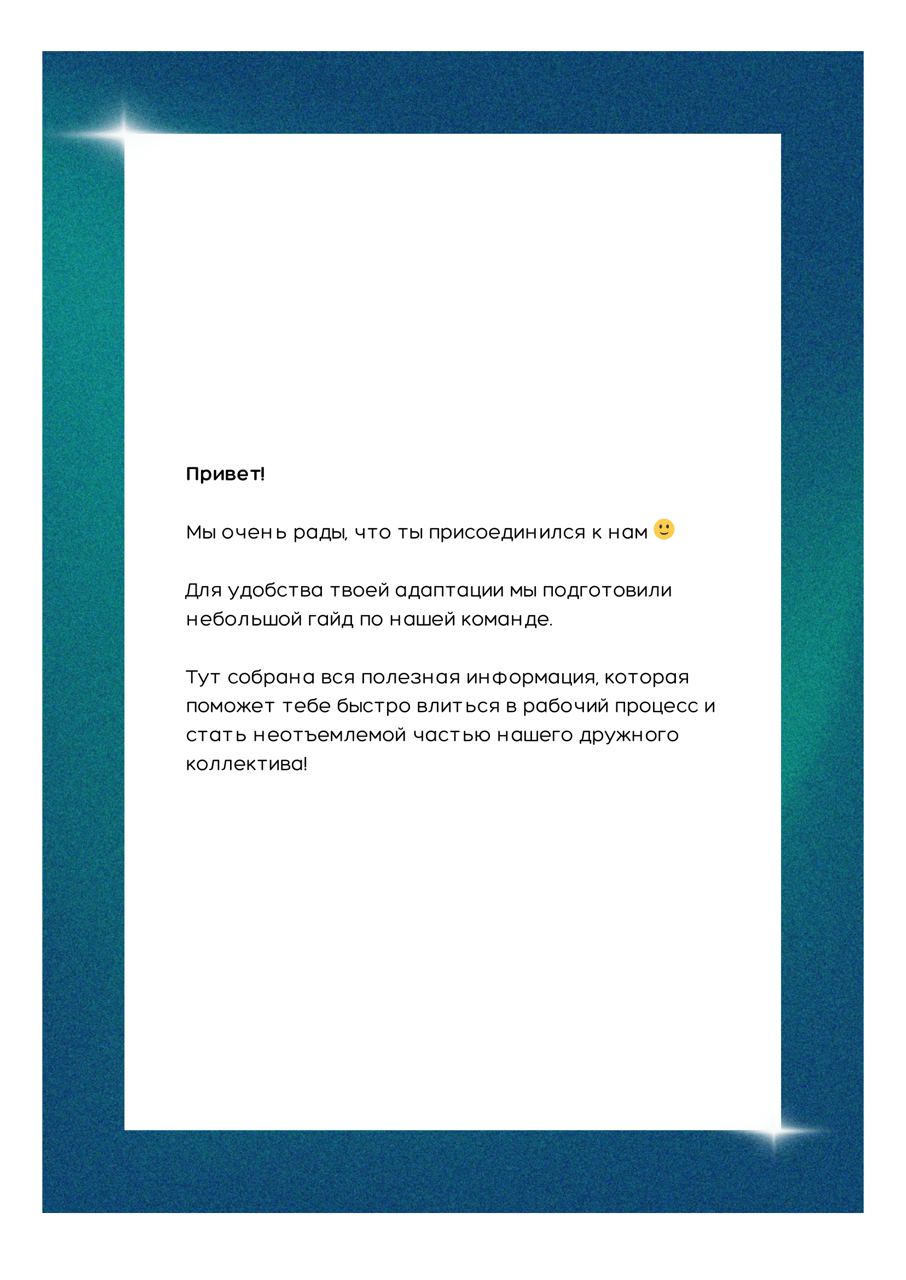 Привет!
Мы очень рады, что ты присоединился к нам 🙂
Для удобства твоей адаптации мы подготовили
небольшой гайд по нашей команде.
Тут собрана вся полезная информация, которая
поможет тебе быстро влиться в рабочий процесс и
стать неотъемлемой частью нашего дружного
коллектива!